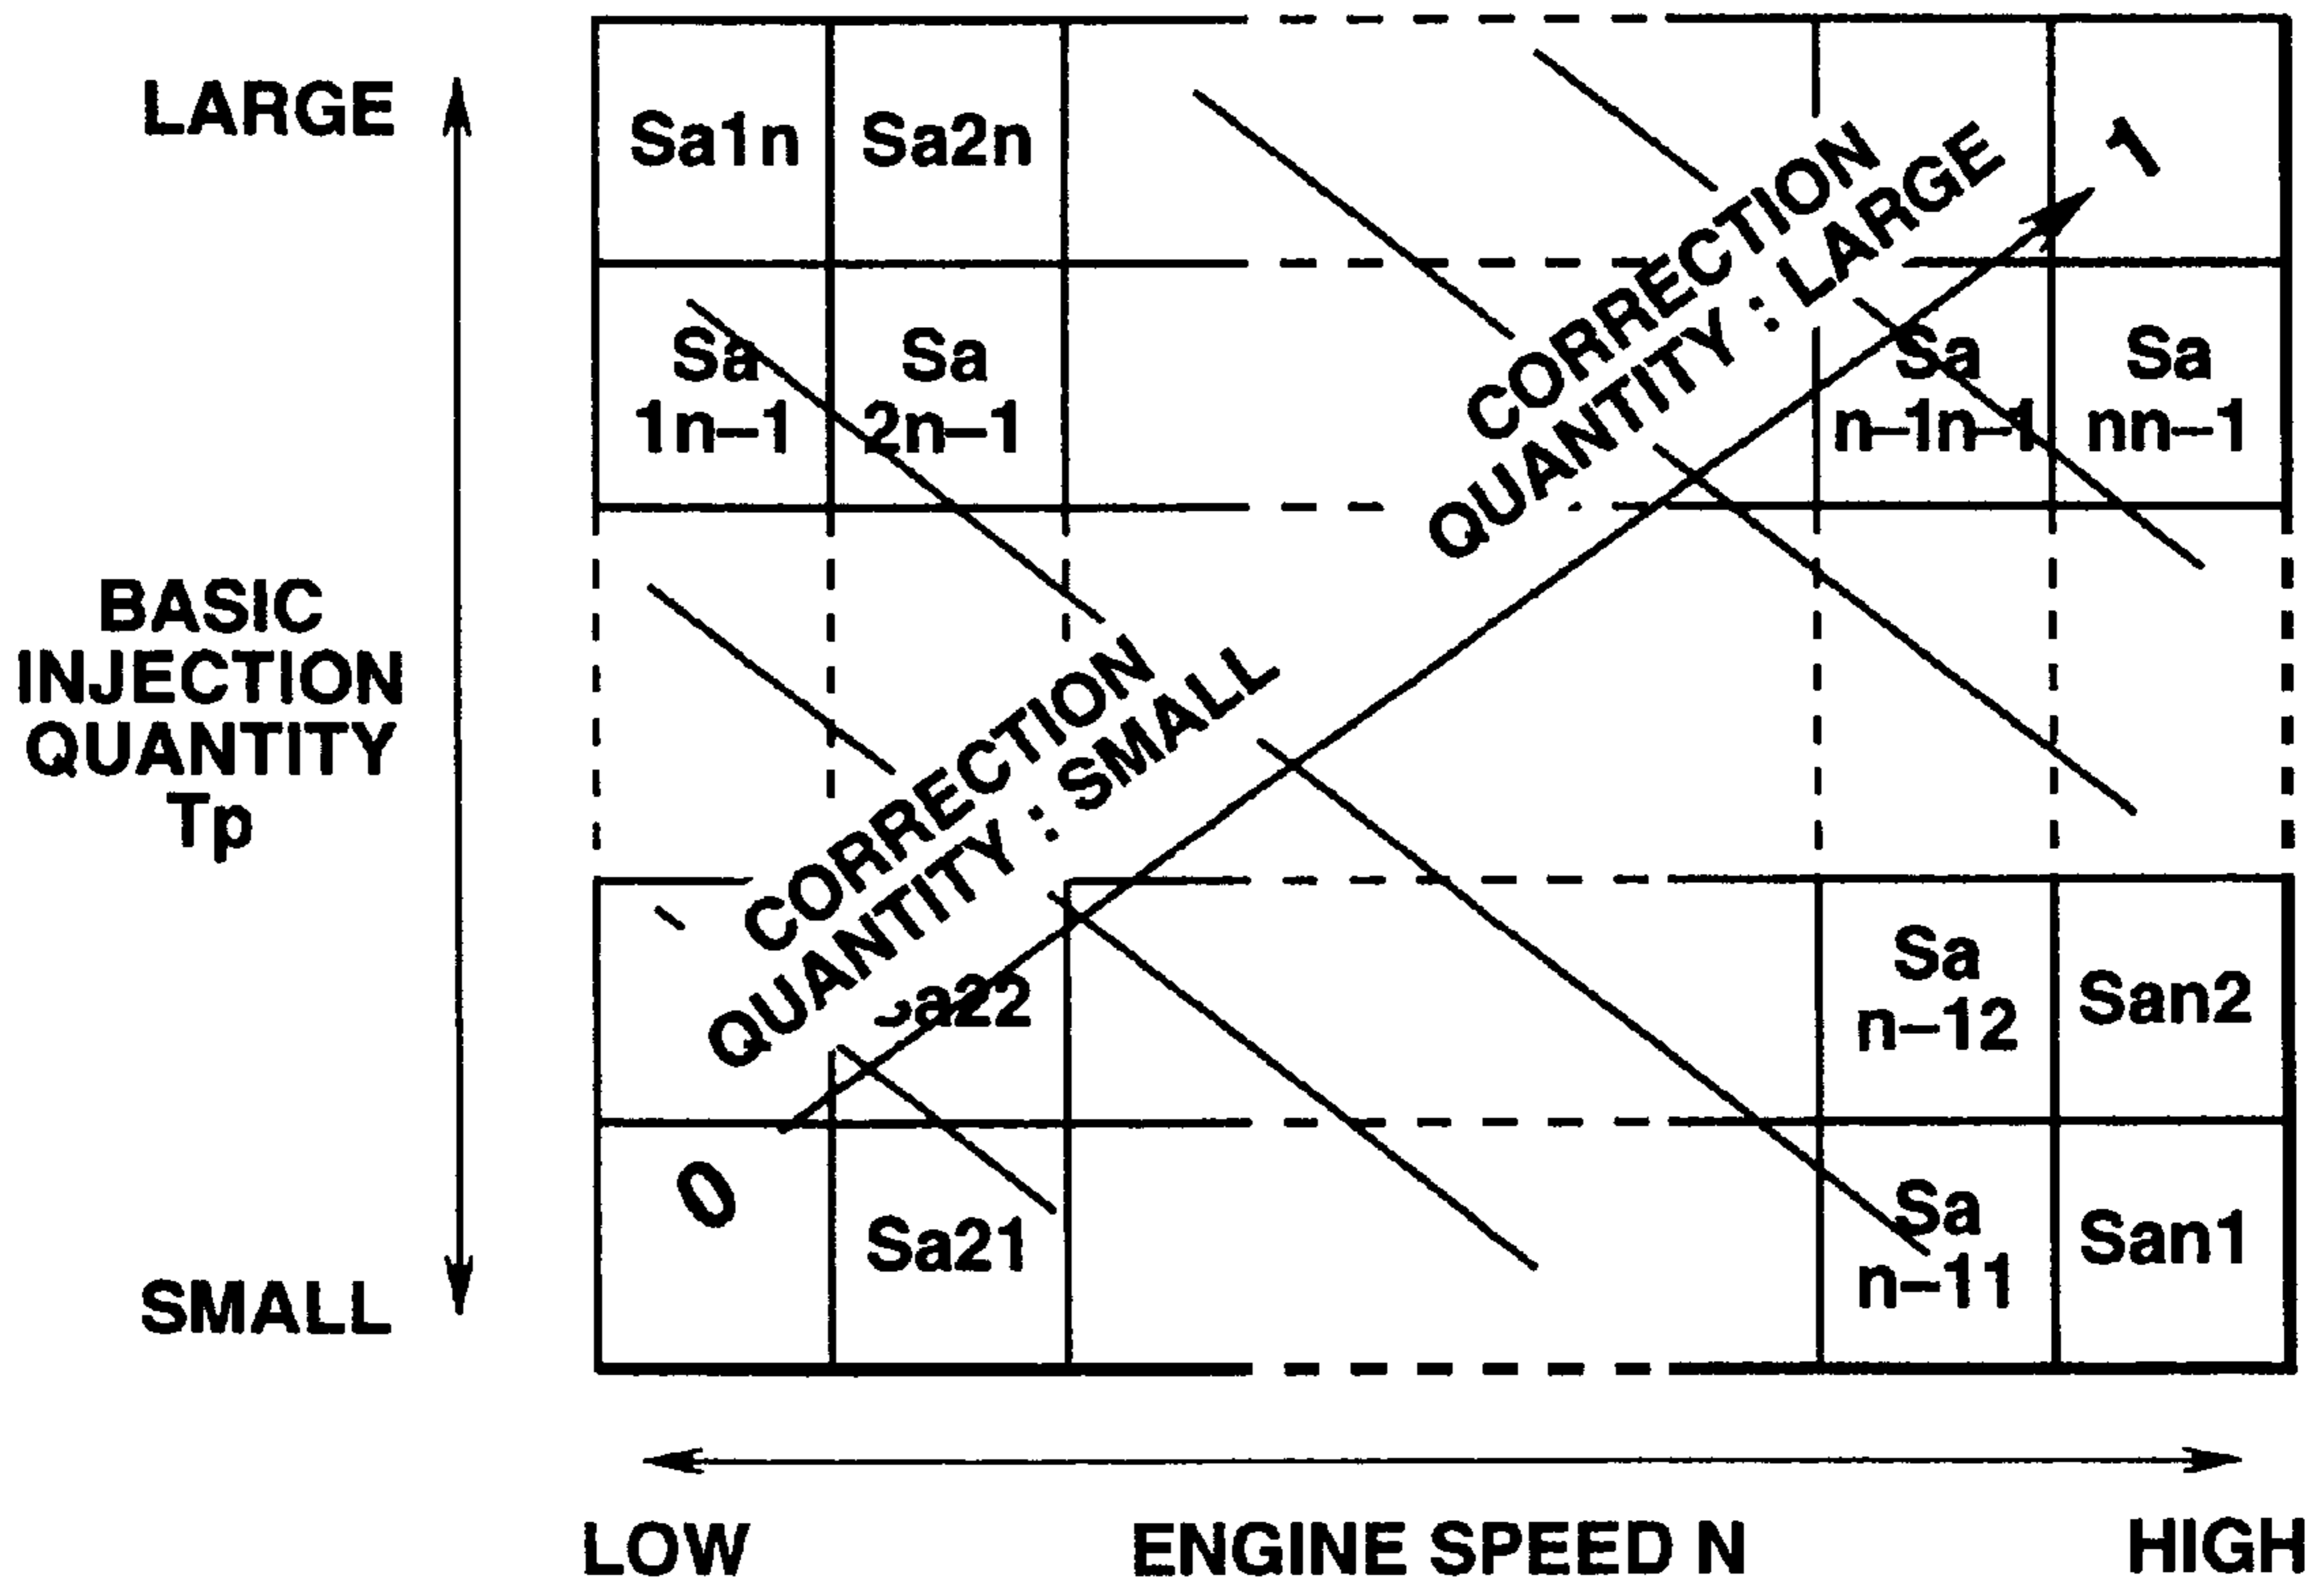 LARGE
Sa1n
Sa2n
CORRECTION
QUANTITY : LARGE
1
Sa
1n–1
Sa
2n–1
Sa
n–1n–1
Sa
nn–1
BASIC
INJECTION
QUANTITY
Tp
CORRECTION
QUANTITY : SMALL
Sa
n–12
San2
0
Sa21
Sa
n–11
San1
SMALL
LOW
ENGINE SPEED N
HIGH